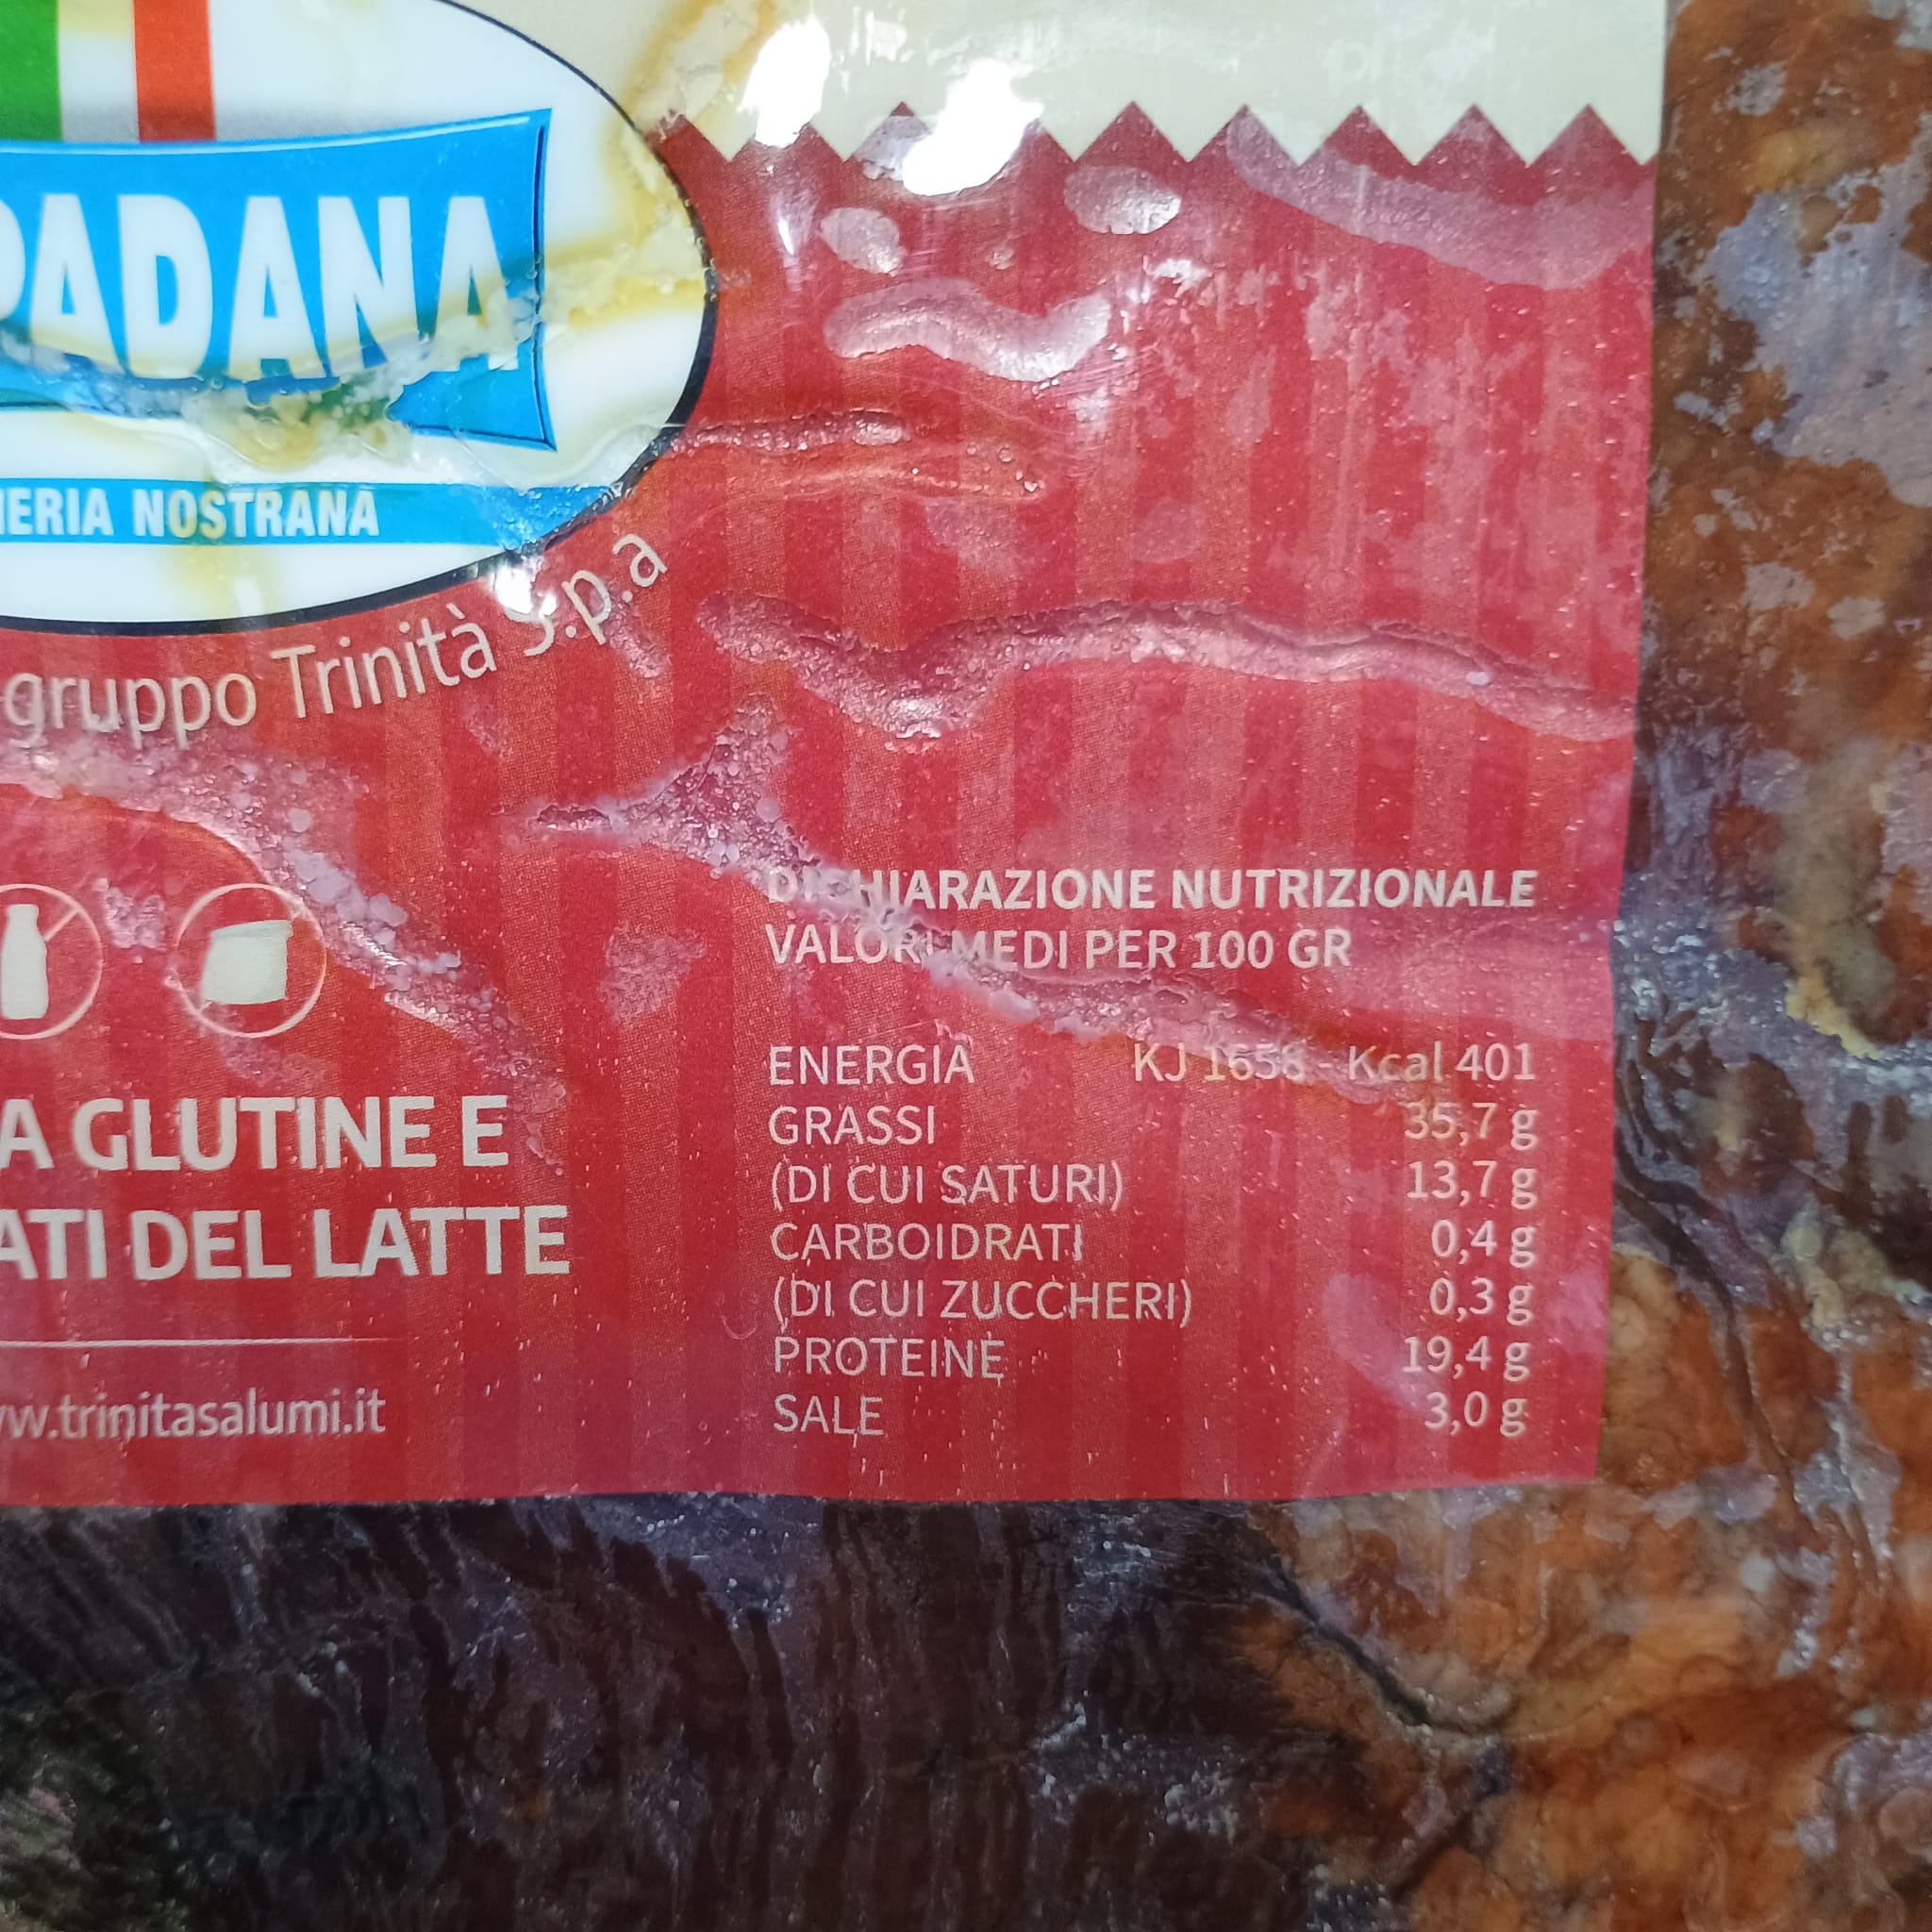 PADANA
NOSTRANA
gruppo Trinità S.p.a
DICHIARAZIONE NUTRIZIONALE
VALORI MEDI PER 100 GR
ENERGIA KJ 1658 - Kcal 401
GRASSI 35,7 g
(DI CUI SATURI) 13,7 g
CARBOIDRATI 0,4 g
(DI CUI ZUCCHERI) 0,3 g
PROTEINE 19,4 g
SALE 3,0 g
A GLUTINE E
ATI DEL LATTE
w.trinitasalumi.it